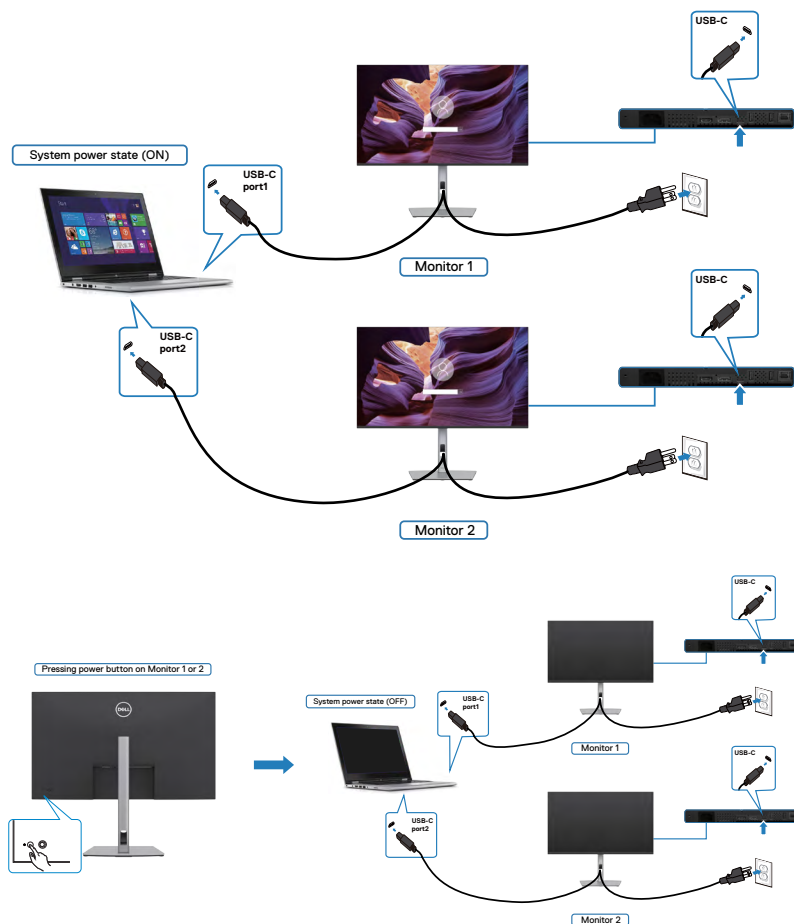 USB-C
System power state (ON)
USB-C
port1
Monitor 1
USB-C
USB-C
port2
Monitor 2
USB-C
Pressing power button on Monitor 1 or 2
DELL
System power state (OFF)
USB-C
port1
Monitor 1
USB-C
USB-C
port2
Monitor 2